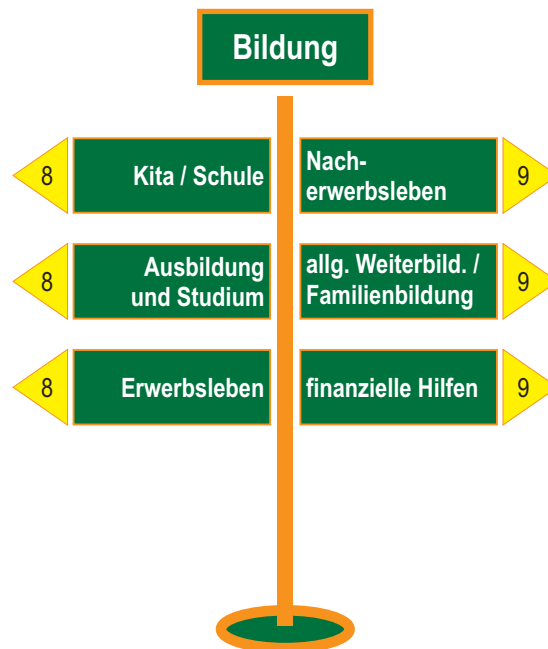 Bildung
8
Kita / Schule
Nach-
erwerbsleben
9
8
Ausbildung
und Studium
allg. Weiterbild. /
Familienbildung
9
8
Erwerbsleben
finanzielle Hilfen
9